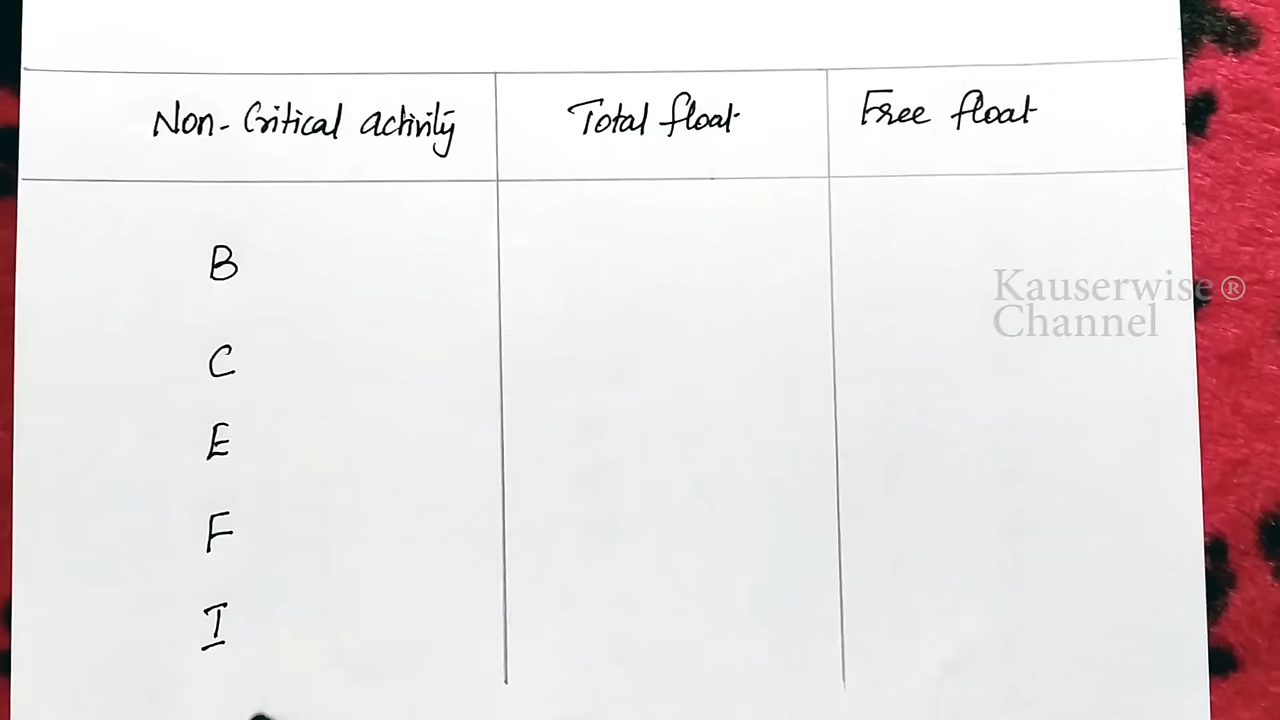 Non-Critical activity Total float Free float
B
Kauserwise®
Channel
C
E
F
I